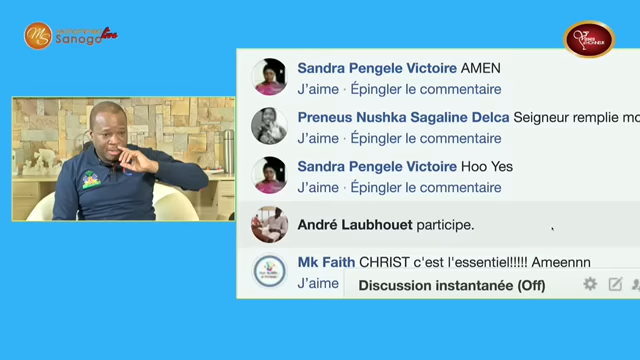 Sanogo Live
Sandra Pengele Victoire AMEN
J'aime · Épingler le commentaire
Preneus Nushka Sagaline Delca Seigneur remplie mo
J'aime · Épingler le commentaire
Sandra Pengele Victoire Hoo Yes
J'aime · Épingler le commentaire
André Laubhouet participe.
Mk Faith CHRIST c'est l'essentiel!!!!! Ameennn
J'aime
Discussion instantanée (Off)